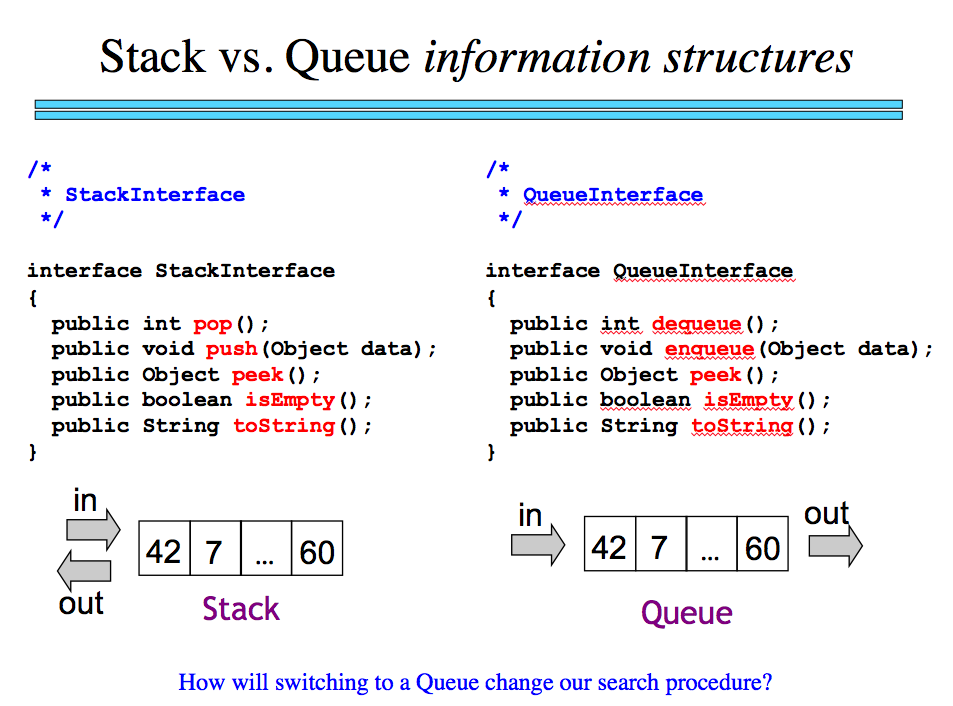 Stack vs. Queue information structures
/*
* StackInterface
*/
interface StackInterface
{
public int pop();
public void push(Object data);
public Object peek();
public boolean isEmpty();
public String toString();
}
/*
* QueueInterface
*/
interface QueueInterface
{
public int dequeue();
public void enqueue(Object data);
public Object peek();
public boolean isEmpty();
public String toString();
}
in
42 7 ... 60
out
Stack
in
42 7 ... 60
out
Queue
How will switching to a Queue change our search procedure?